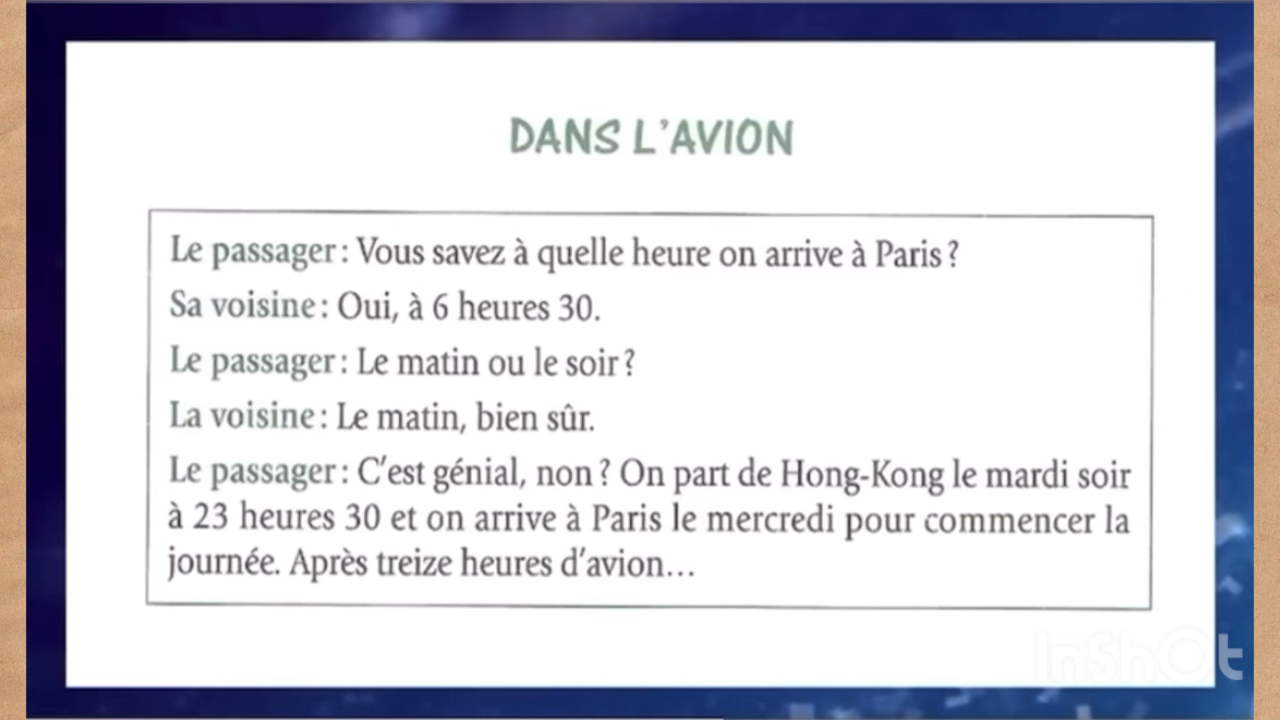 DANS L'AVION
Le passager : Vous savez à quelle heure on arrive à Paris ?
Sa voisine : Oui, à 6 heures 30.
Le passager : Le matin ou le soir ?
La voisine : Le matin, bien sûr.
Le passager : C'est génial, non ? On part de Hong-Kong le mardi soir
à 23 heures 30 et on arrive à Paris le mercredi pour commencer la
journée. Après treize heures d'avion...
InShOt